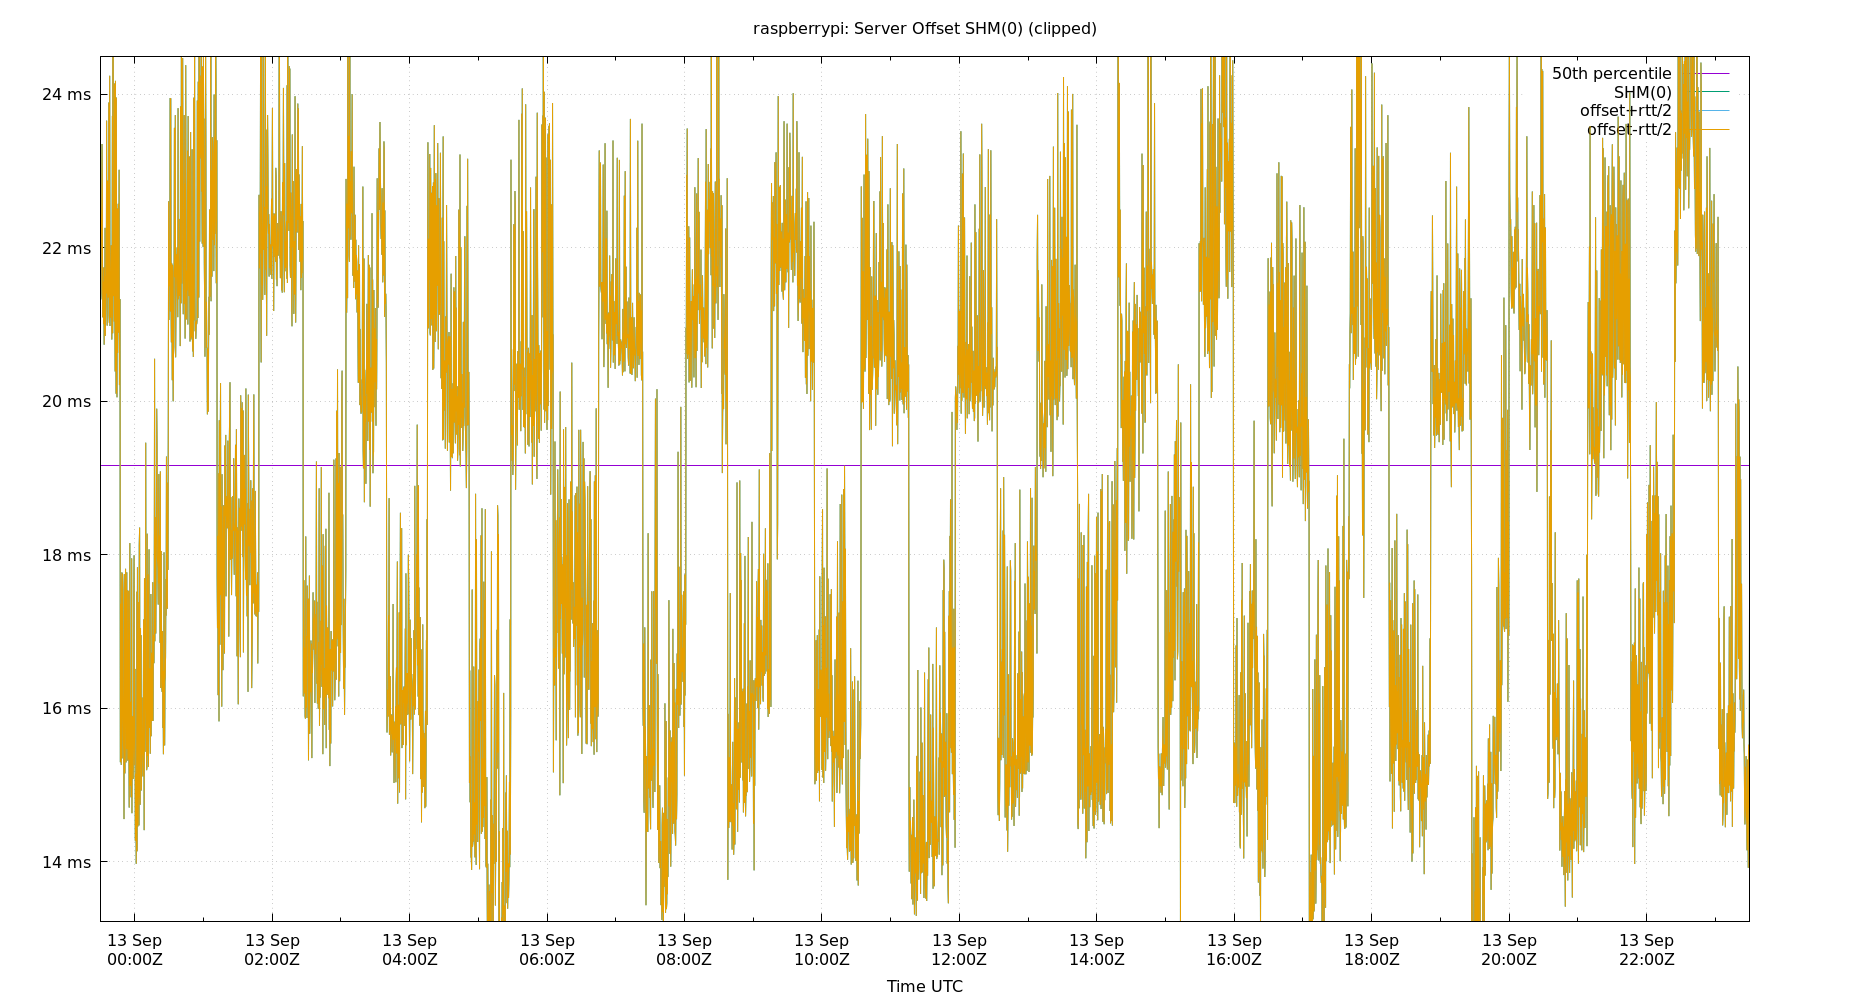 raspberrypi: Server Offset SHM(0) (clipped)
50th percentile
SHM(0)
offset+rtt/2
offset-rtt/2
24 ms
22 ms
20 ms
18 ms
16 ms
14 ms
13 Sep 13 Sep 13 Sep 13 Sep 13 Sep 13 Sep 13 Sep 13 Sep 13 Sep 13 Sep 13 Sep 13 Sep
00:00Z 02:00Z 04:00Z 06:00Z 08:00Z 10:00Z 12:00Z 14:00Z 16:00Z 18:00Z 20:00Z 22:00Z
Time UTC